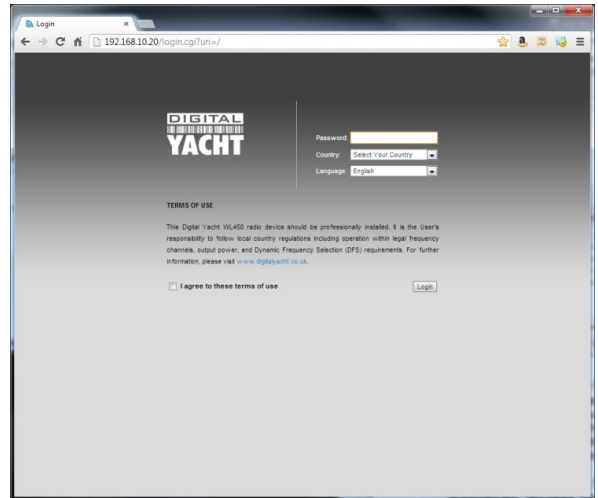 Login
192.168.10.20/login.cgi?uri=/
DIGITAL
YACHT
Password:
Country: Select Your Country
Language: English
TERMS OF USE
This Digital Yacht WL450 radio device should be professionally installed. It is the User's
responsibility to follow local country regulations including operation within legal frequency
channels, output power, and Dynamic Frequency Selection (DFS) requirements. For further
information, please visit www.digitalyacht.co.uk.
I agree to these terms of use
Login